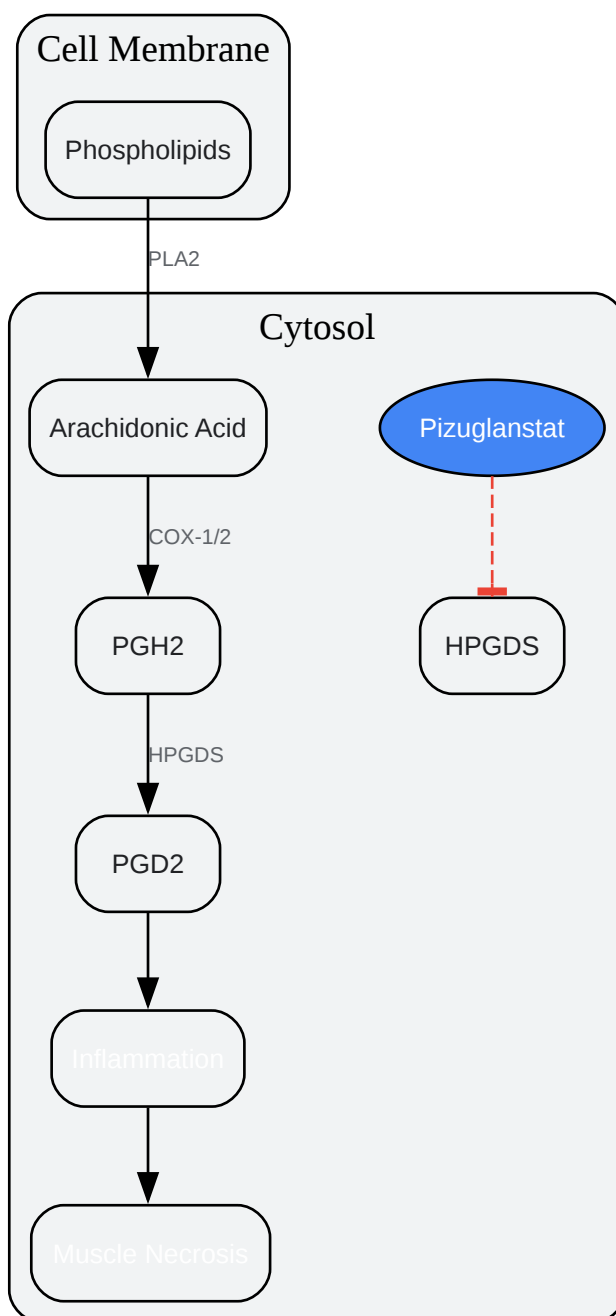 Cell Membrane
Phospholipids
PLA2
Cytosol
Arachidonic Acid
Pizuglanstat
COX-1/2
PGH2
HPGDS
HPGDS
PGD2
Inflammation
Muscle Necrosis